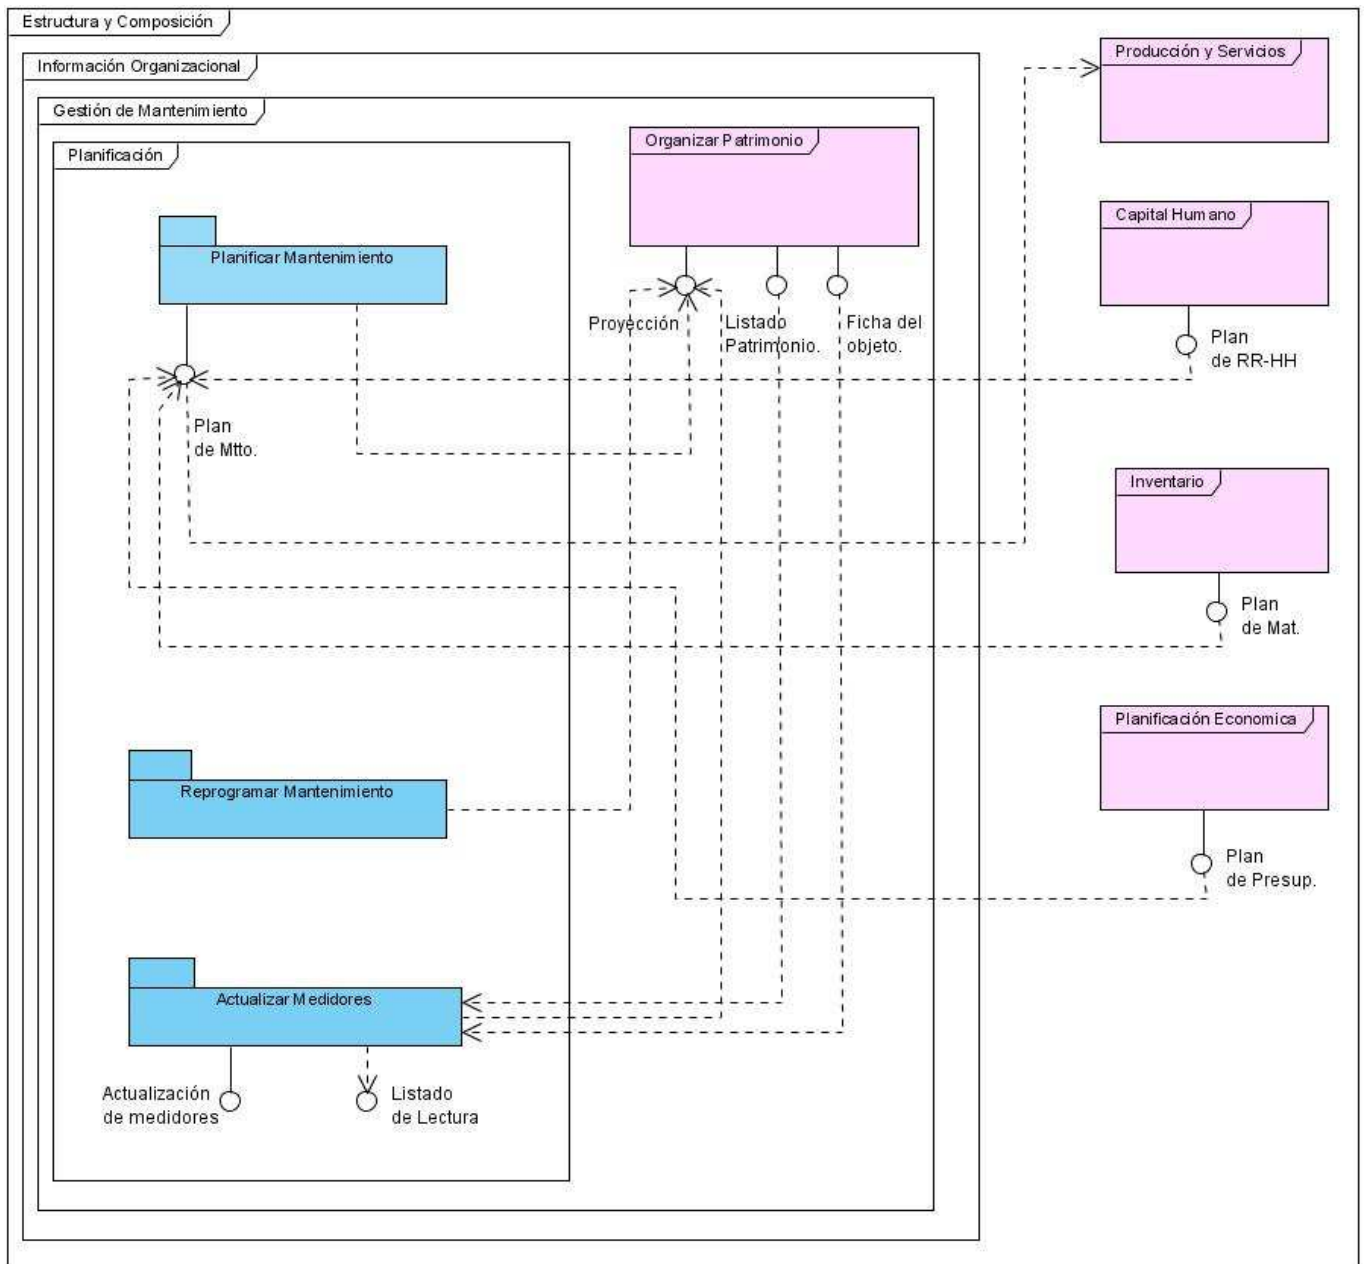 Estructura y Composición
Información Organizacional
Gestión de Mantenimiento
Planificación
Planificar Mantenimiento
Plan
de Mtto.
Reprogramar Mantenimiento
Actualizar Medidores
Actualización
de medidores
Listado
de Lectura
Organizar Patrimonio
Proyección
Listado
Patrimonio.
Ficha del
objeto.
Producción y Servicios
Capital Humano
Plan
de RR-HH
Inventario
Plan
de Mat.
Planificación Economica
Plan
de Presup.